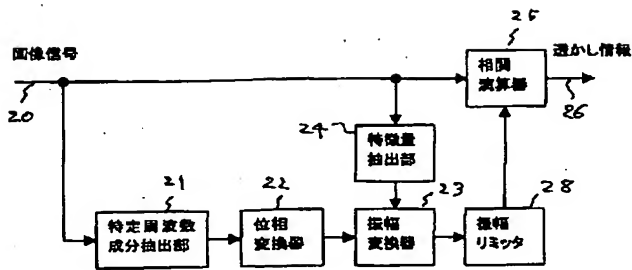 25
画像信号
相関
演算器
透かし情報
20
24
26
特徴量
抽出部
21
22
23
28
特定周波数
成分抽出部
位相
変換器
振幅
変換器
振幅
リミッタ